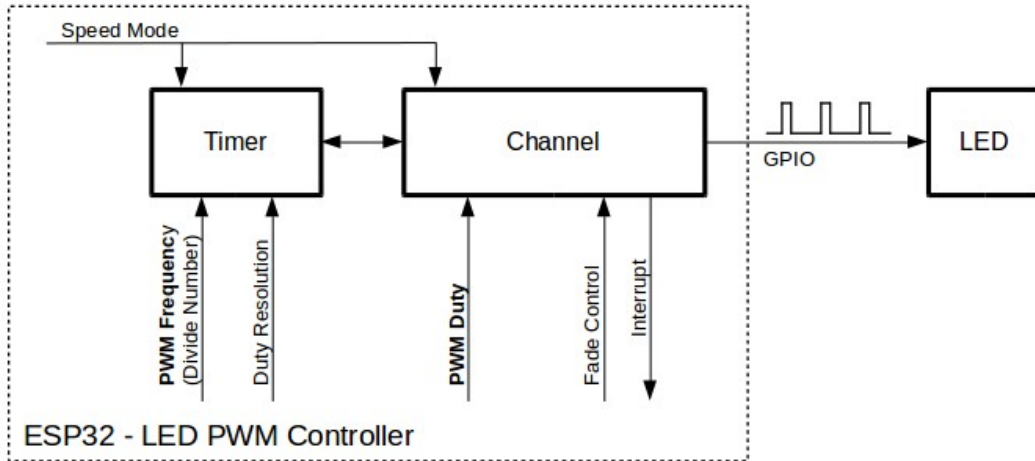 Speed Mode
Timer
Channel
GPIO
LED
PWM Frequency
(Divide Number)
Duty Resolution
PWM Duty
Fade Control
Interrupt
ESP32 - LED PWM Controller